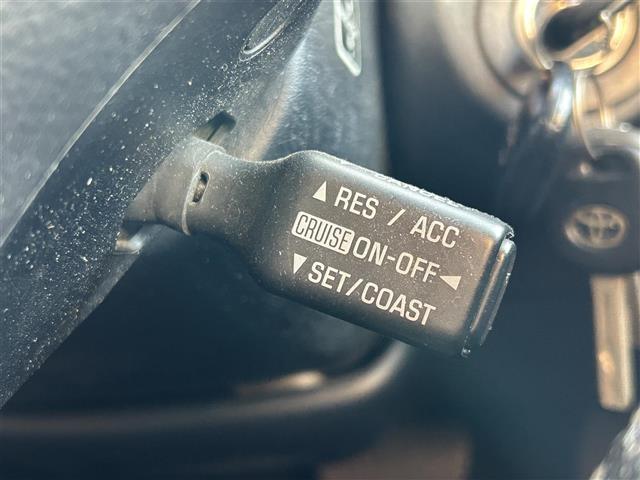 ▲ RES / ACC
CRUISE ON-OFF ◀
▼ SET/COAST